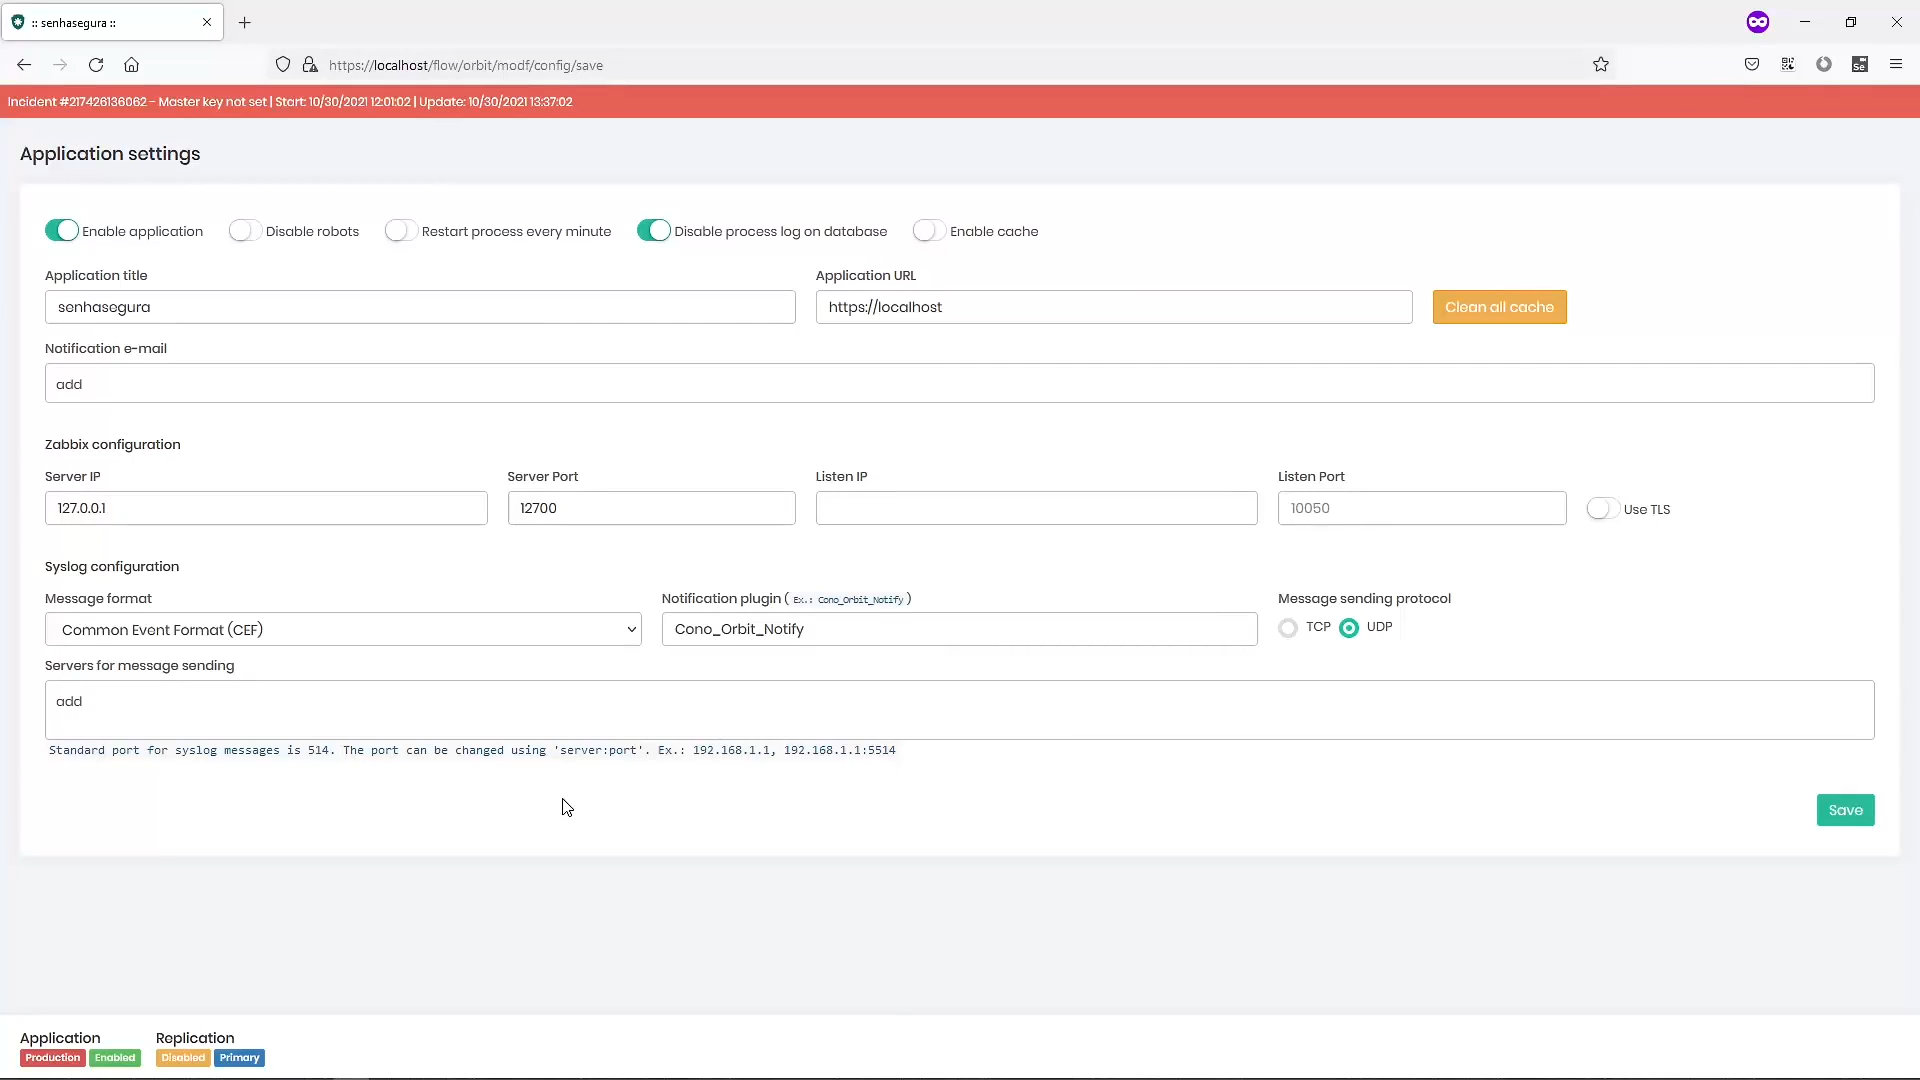 :: senhasegura ::
https://localhost/flow/orbit/modf/config/save
Incident #217426136062 - Master key not set | Start: 10/30/2021 12:01:02 | Update: 10/30/2021 13:37:02
Application settings
Enable application Disable robots Restart process every minute Disable process log on database Enable cache
Application title Application URL
senhasegura https://localhost Clean all cache
Notification e-mail
add
Zabbix configuration
Server IP Server Port Listen IP Listen Port
127.0.0.1 12700 10050 Use TLS
Syslog configuration
Message format Notification plugin ( Ex.: Cono_Orbit_Notify ) Message sending protocol
Common Event Format (CEF) Cono_Orbit_Notify TCP UDP
Servers for message sending
add
Standard port for syslog messages is 514. The port can be changed using 'server:port'. Ex.: 192.168.1.1, 192.168.1.1:5514
Save
Application Replication
Production Enabled Disabled Primary